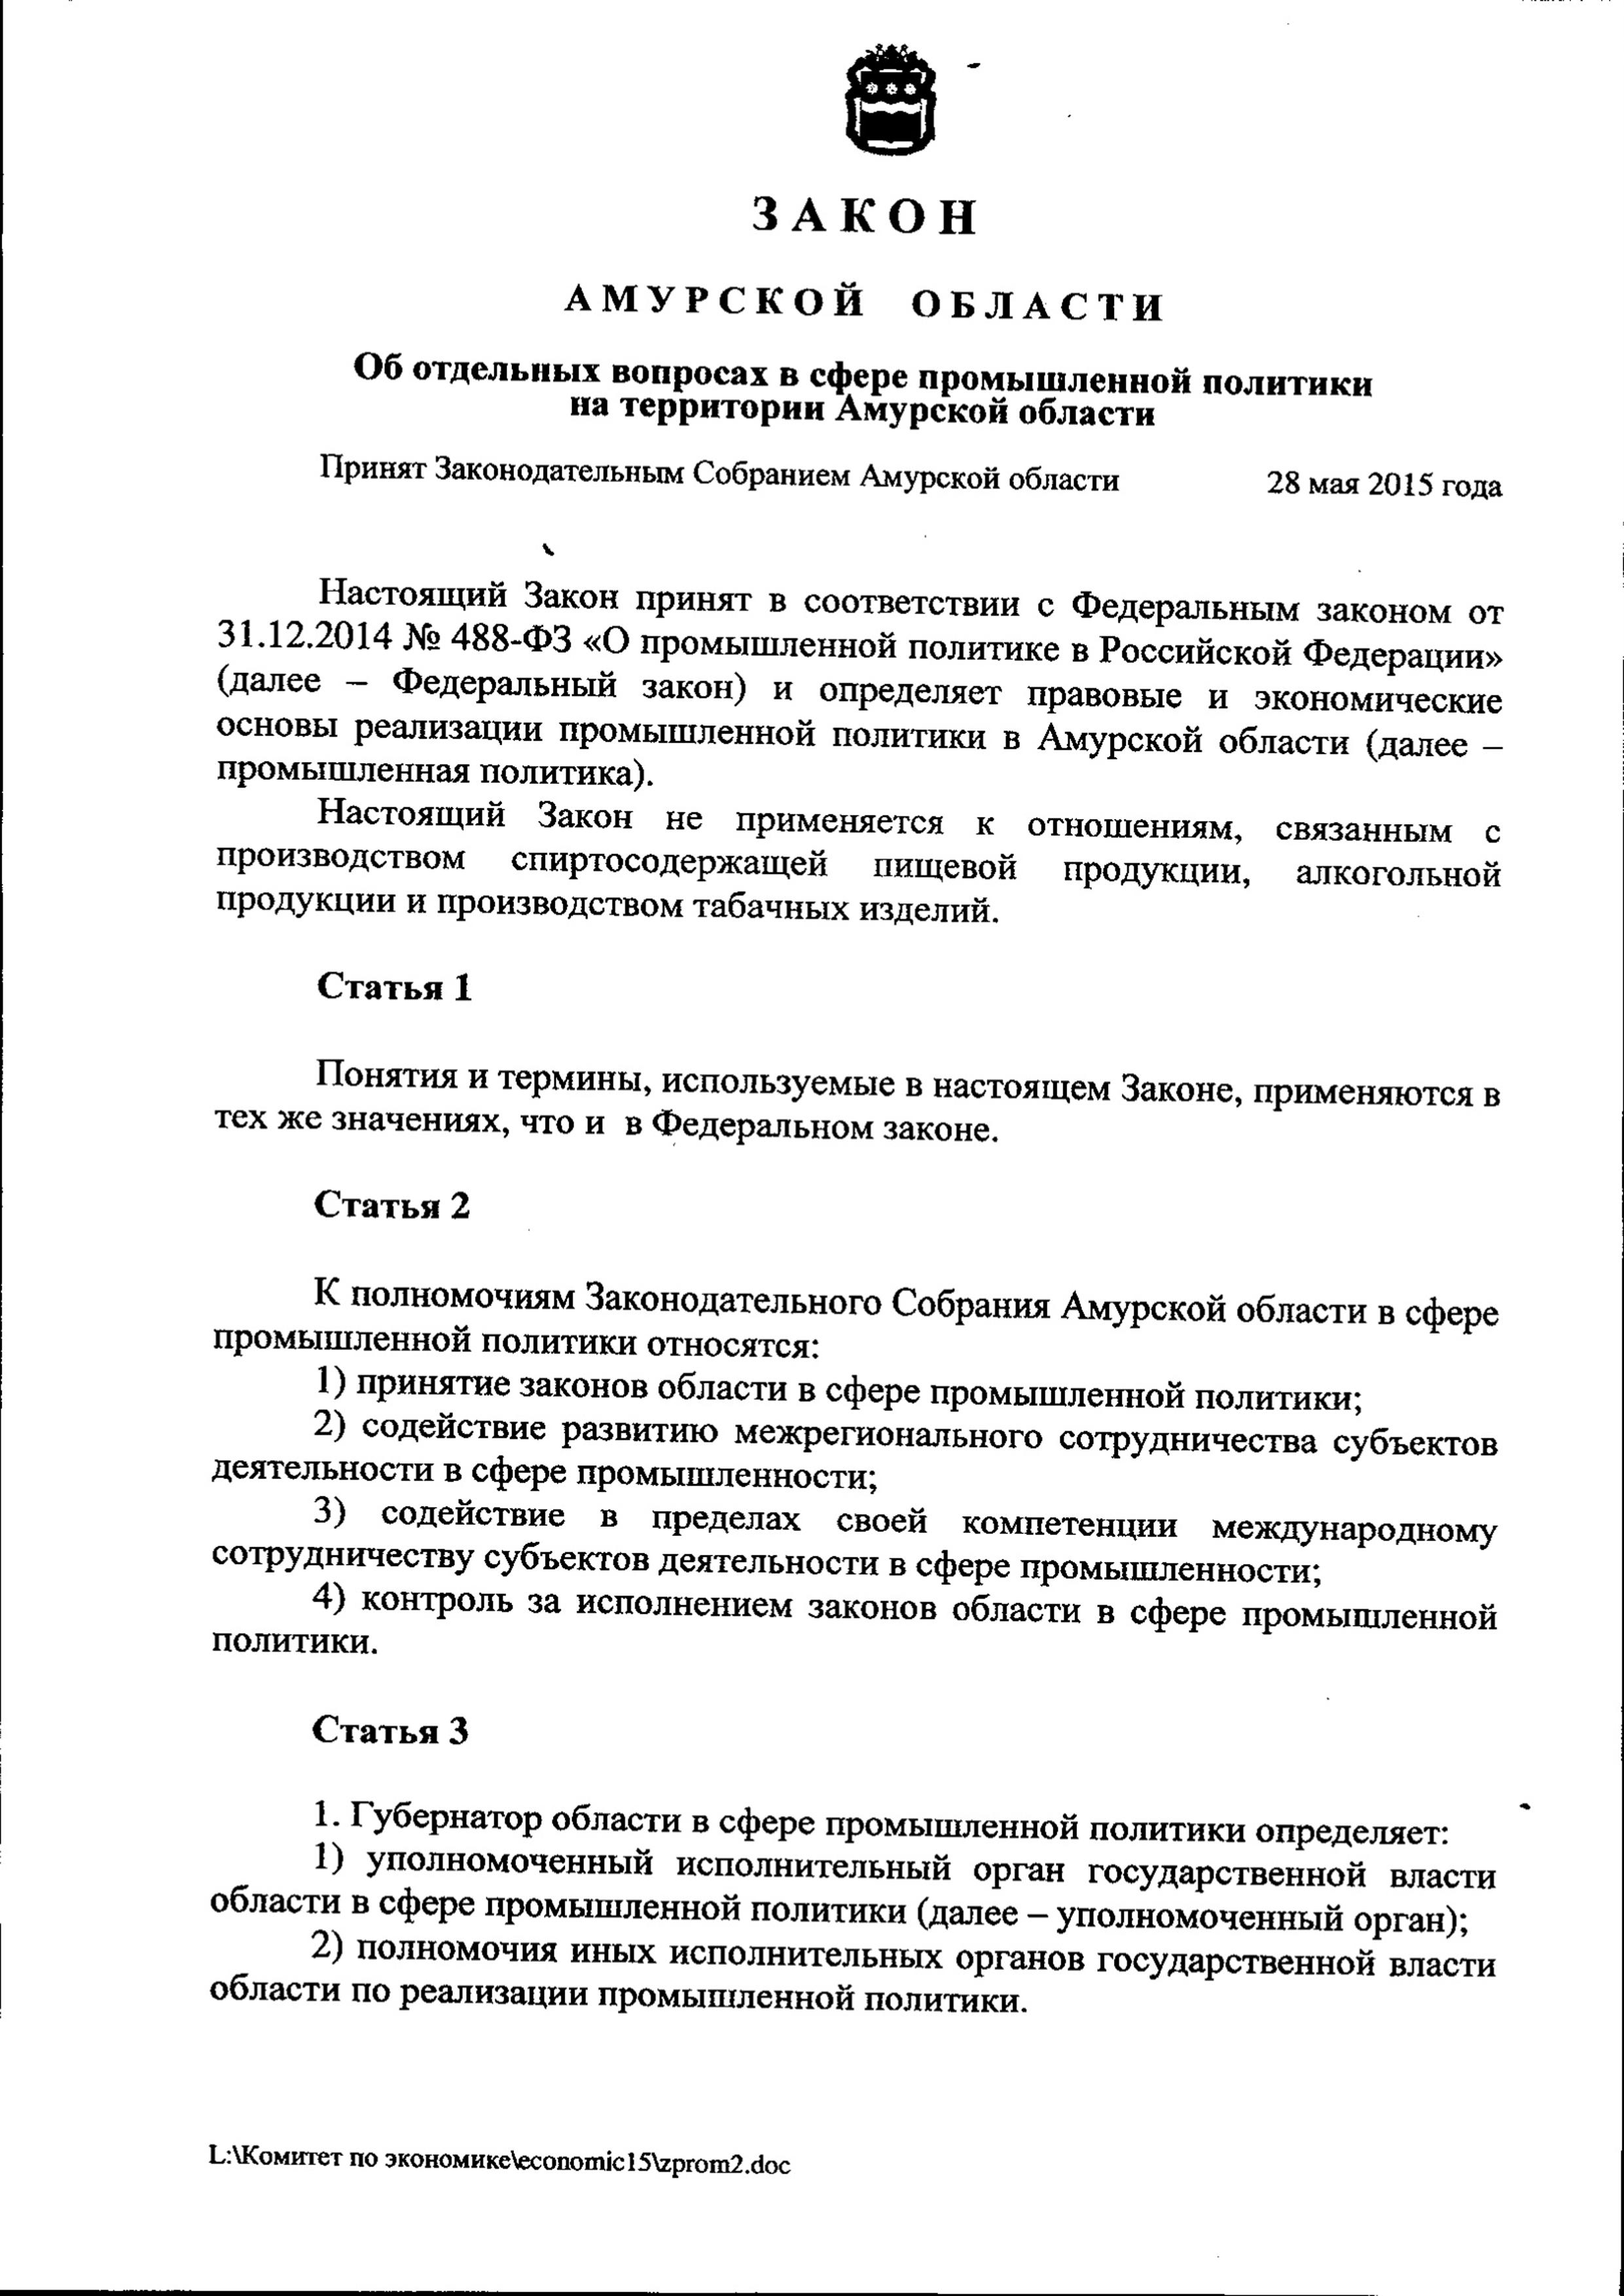 ЗАКОН
АМУРСКОЙ ОБЛАСТИ
Об отдельных вопросах в сфере промышленной политики
на территории Амурской области
Принят Законодательным Собранием Амурской области 28 мая 2015 года
Настоящий Закон принят в соответствии с Федеральным законом от
31.12.2014 № 488-ФЗ «О промышленной политике в Российской Федерации»
(далее – Федеральный закон) и определяет правовые и экономические
основы реализации промышленной политики в Амурской области (далее –
промышленная политика).
Настоящий Закон не применяется к отношениям, связанным с
производством спиртосодержащей пищевой продукции, алкогольной
продукции и производством табачных изделий.
Статья 1
Понятия и термины, используемые в настоящем Законе, применяются в
тех же значениях, что и в Федеральном законе.
Статья 2
К полномочиям Законодательного Собрания Амурской области в сфере
промышленной политики относятся:
1) принятие законов области в сфере промышленной политики;
2) содействие развитию межрегионального сотрудничества субъектов
деятельности в сфере промышленности;
3) содействие в пределах своей компетенции международному
сотрудничеству субъектов деятельности в сфере промышленности;
4) контроль за исполнением законов области в сфере промышленной
политики.
Статья 3
1. Губернатор области в сфере промышленной политики определяет:
1) уполномоченный исполнительный орган государственной власти
области в сфере промышленной политики (далее – уполномоченный орган);
2) полномочия иных исполнительных органов государственной власти
области по реализации промышленной политики.
L:\Комитет по экономике\economic15\zprom2.doc